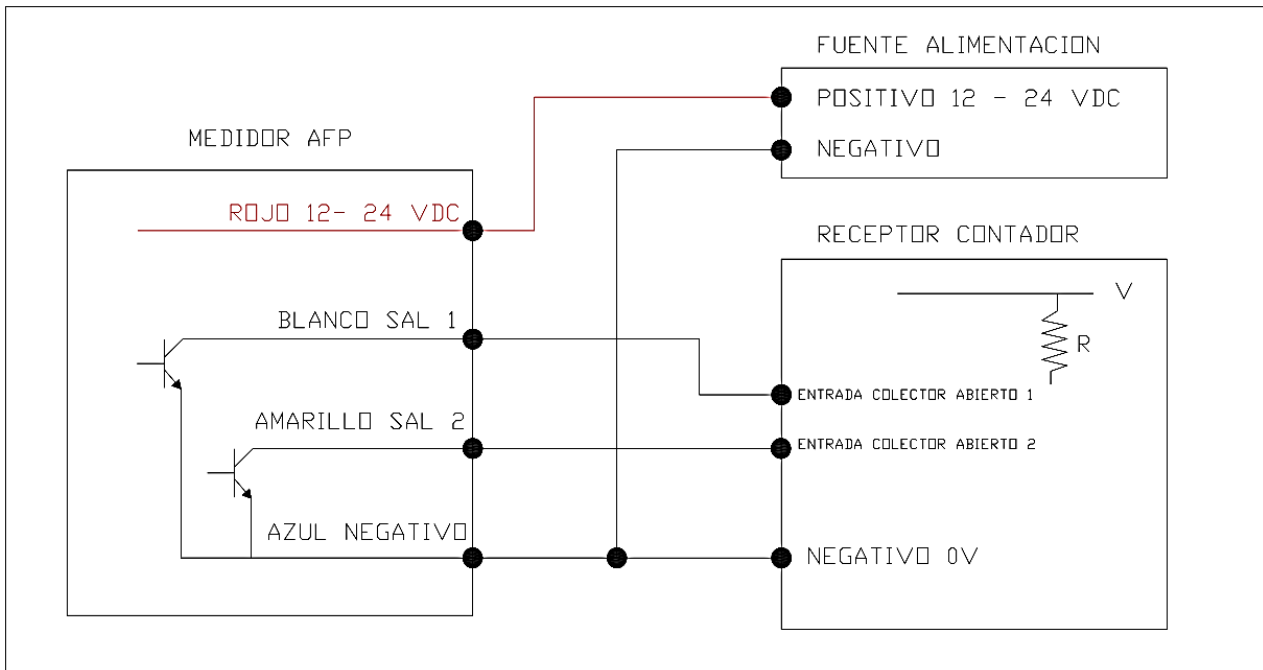 FUENTE ALIMENTACION
POSITIVO 12 - 24 VDC
NEGATIVO
MEDIDOR AFP
ROJO 12- 24 VDC
BLANCO SAL 1
AMARILLO SAL 2
AZUL NEGATIVO
RECEPTOR CONTADOR
V
R
ENTRADA COLECTOR ABIERTO 1
ENTRADA COLECTOR ABIERTO 2
NEGATIVO 0V